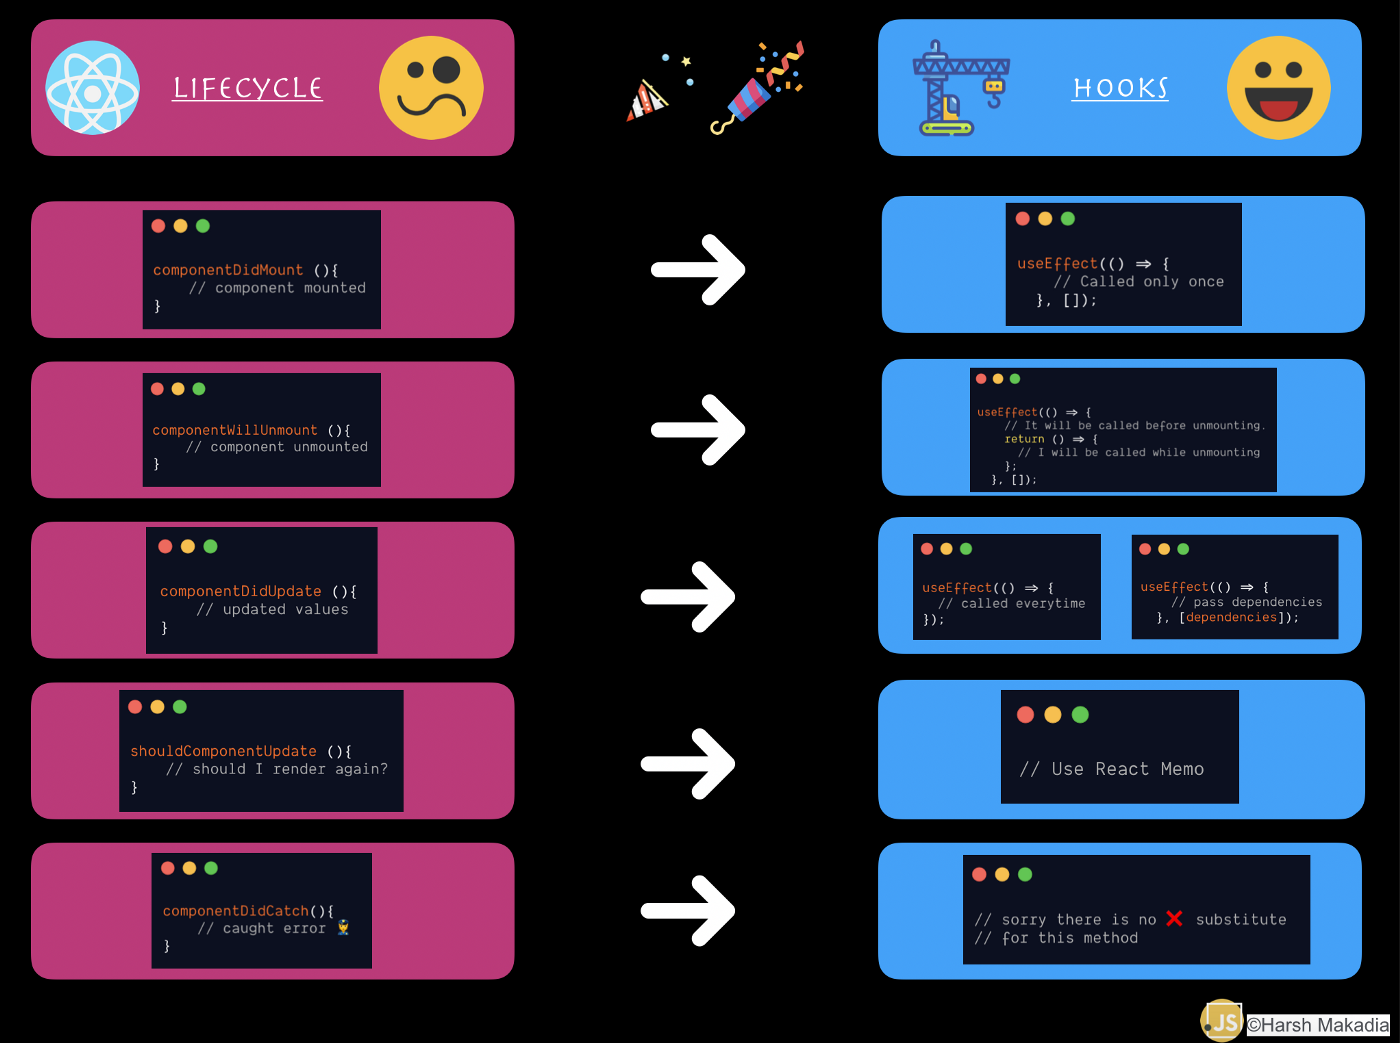 LIFECYCLE
HOOKS
componentDidMount (){
// component mounted
}
useEffect(() => {
// Called only once
}, []);
componentWillUnmount (){
// component unmounted
}
useEffect(() => {
// It will be called before unmounting.
return () => {
// I will be called while unmounting
};
}, []);
componentDidUpdate (){
// updated values
}
useEffect(() => {
// called everytime
});
useEffect(() => {
// pass dependencies
}, [dependencies]);
shouldComponentUpdate (){
// should I render again?
}
// Use React Memo
componentDidCatch(){
// caught error 👮
}
// sorry there is no ❌ substitute
// for this method
JS
©Harsh Makadia